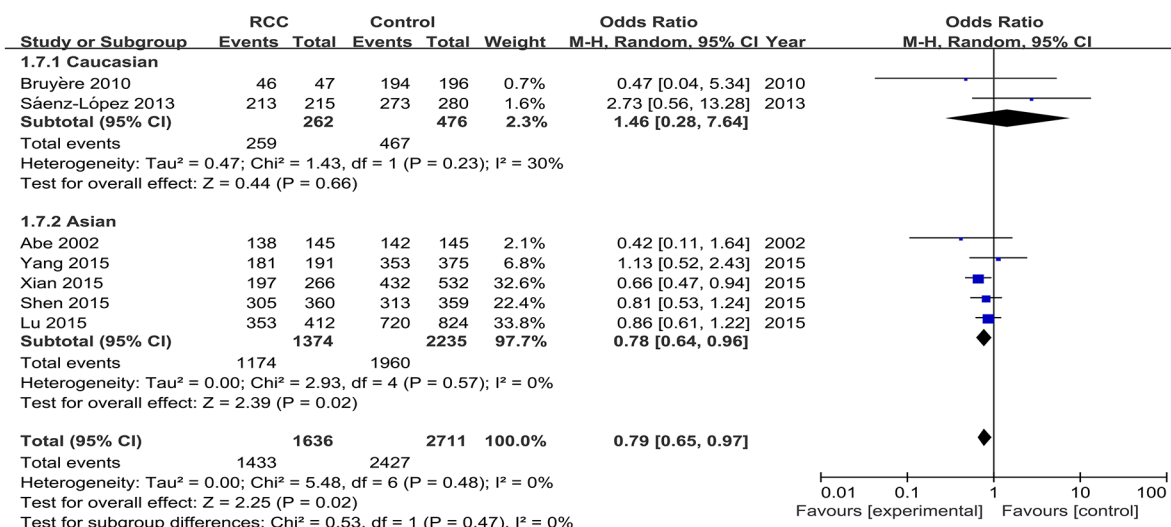 RCC Control Odds Ratio Odds Ratio
Study or Subgroup Events Total Events Total Weight M-H, Random, 95% CI Year M-H, Random, 95% CI
1.7.1 Caucasian
Bruyère 2010 46 47 194 196 0.7% 0.47 [0.04, 5.34] 2010
Sáenz-López 2013 213 215 273 280 1.6% 2.73 [0.56, 13.28] 2013
Subtotal (95% CI) 262 476 2.3% 1.46 [0.28, 7.64]
Total events 259 467
Heterogeneity: Tau² = 0.47; Chi² = 1.43, df = 1 (P = 0.23); I² = 30%
Test for overall effect: Z = 0.44 (P = 0.66)
1.7.2 Asian
Abe 2002 138 145 142 145 2.1% 0.42 [0.11, 1.64] 2002
Yang 2015 181 191 353 375 6.8% 1.13 [0.52, 2.43] 2015
Xian 2015 197 266 432 532 32.6% 0.66 [0.47, 0.94] 2015
Shen 2015 305 360 313 359 22.4% 0.81 [0.53, 1.24] 2015
Lu 2015 353 412 720 824 33.8% 0.86 [0.61, 1.22] 2015
Subtotal (95% CI) 1374 2235 97.7% 0.78 [0.64, 0.96]
Total events 1174 1960
Heterogeneity: Tau² = 0.00; Chi² = 2.93, df = 4 (P = 0.57); I² = 0%
Test for overall effect: Z = 2.39 (P = 0.02)
Total (95% CI) 1636 2711 100.0% 0.79 [0.65, 0.97]
Total events 1433 2427
Heterogeneity: Tau² = 0.00; Chi² = 5.48, df = 6 (P = 0.48); I² = 0%
Test for overall effect: Z = 2.25 (P = 0.02)
Test for subgroup differences: Chi² = 0.53, df = 1 (P = 0.47), I² = 0%
0.01 0.1 1 10 100
Favours [experimental] Favours [control]